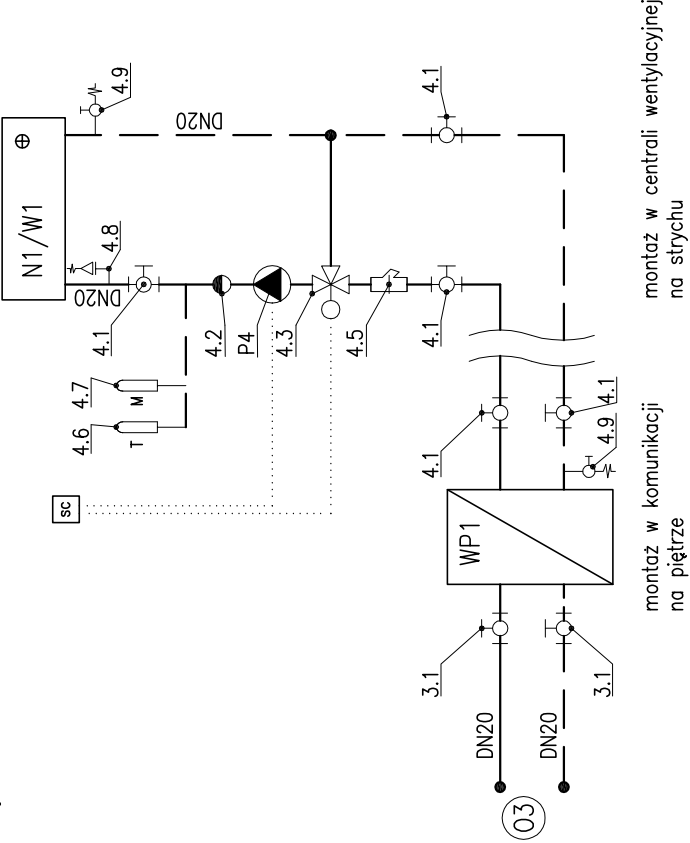 N1/W1
4.9
DN20
4.8
DN20
4.1
4.1
4.2
P4
4.3
4.5
4.1
4.7
4.6
M
T
sc
4.1
4.1
4.9
WP1
3.1
3.1
DN20
DN20
03
montaż w centrali wentylacyjnej
na strychu
montaż w komunikacji
na piętrze